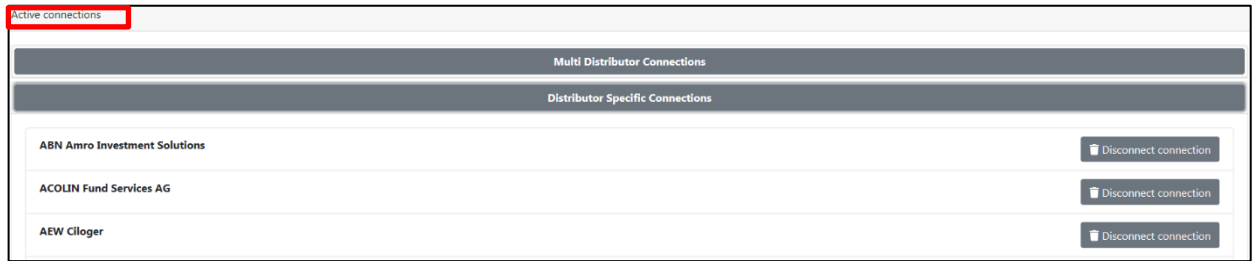 Active connections
Multi Distributor Connections
Distributor Specific Connections
ABN Amro Investment Solutions
Disconnect connection
ACOLIN Fund Services AG
Disconnect connection
AEW Ciloger
Disconnect connection